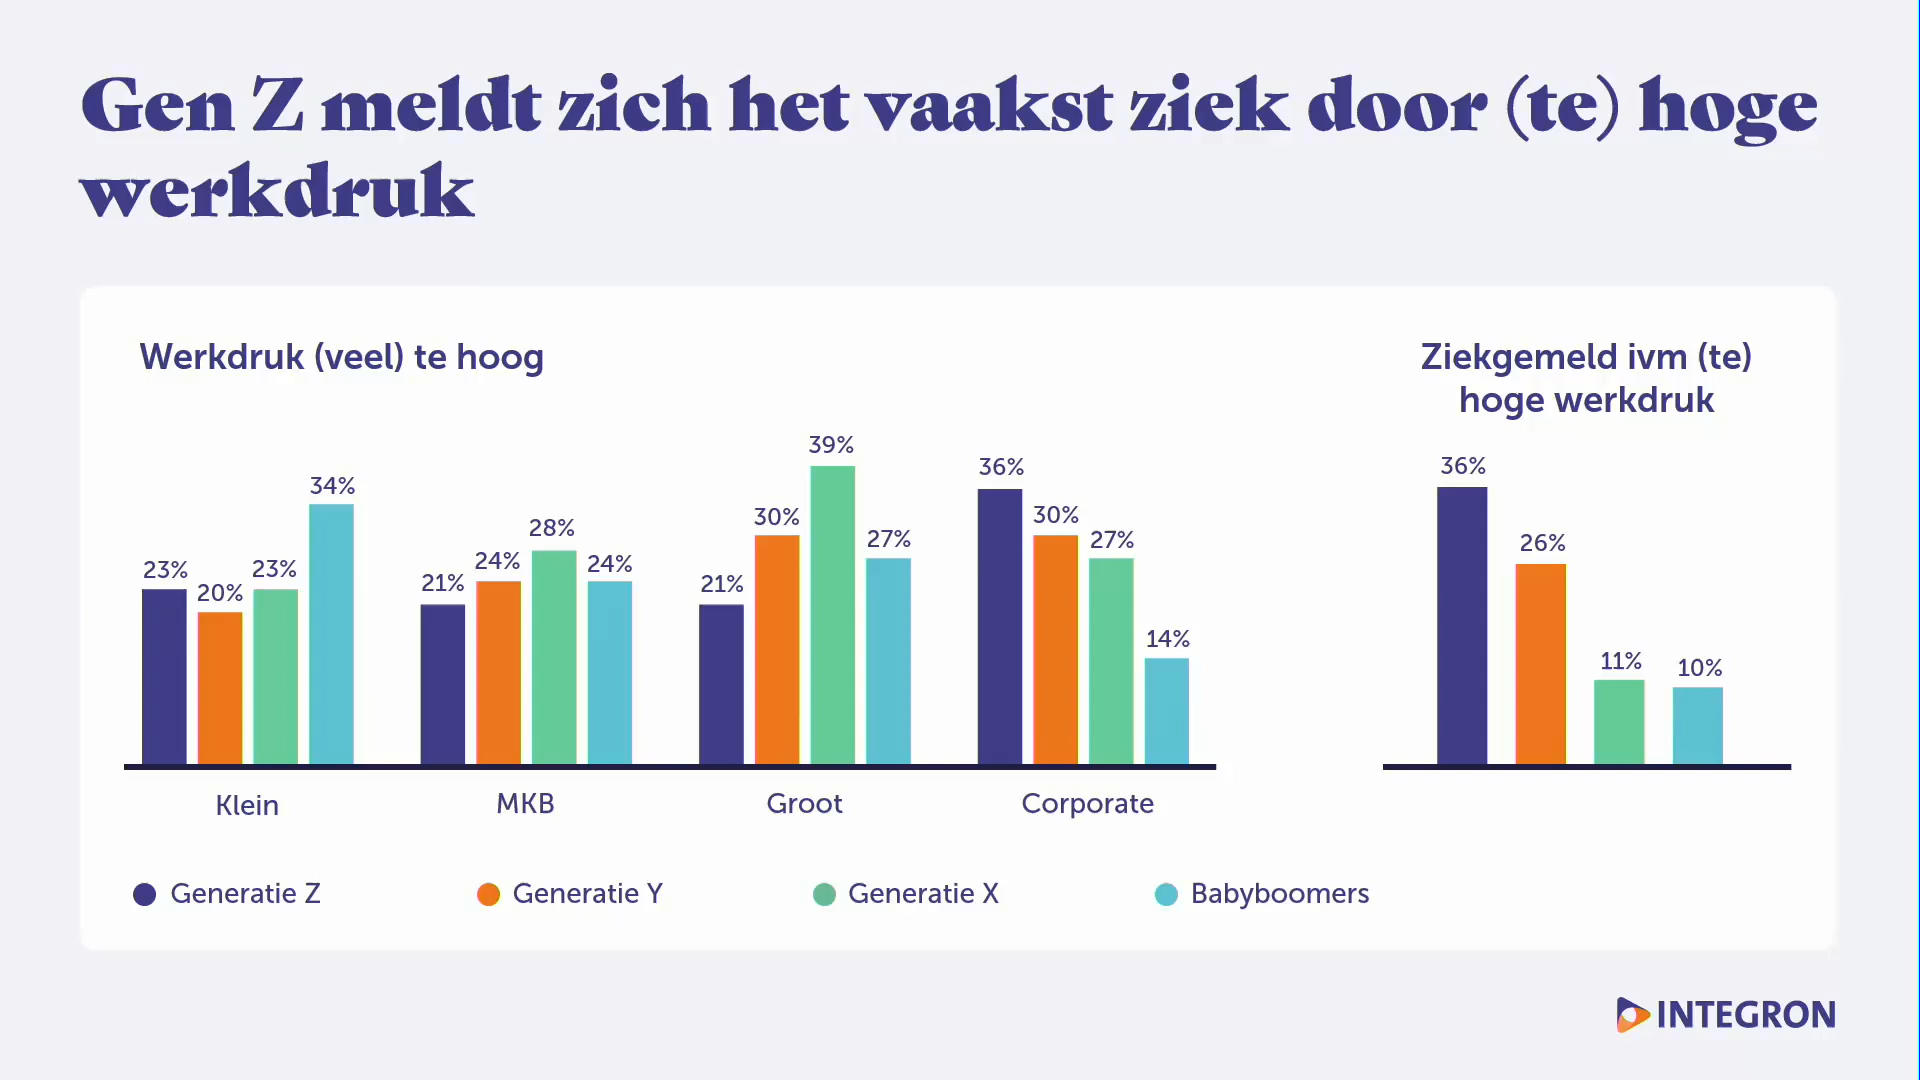 Gen Z meldt zich het vaakst ziek door (te) hoge
werkdruk
Werkdruk (veel) te hoog
23%
20%
23%
34%
21%
24%
28%
24%
21%
30%
39%
27%
36%
30%
27%
14%
Klein
MKB
Groot
Corporate
Ziekgemeld ivm (te)
hoge werkdruk
36%
26%
11%
10%
Generatie Z
Generatie Y
Generatie X
Babyboomers
INTEGRON